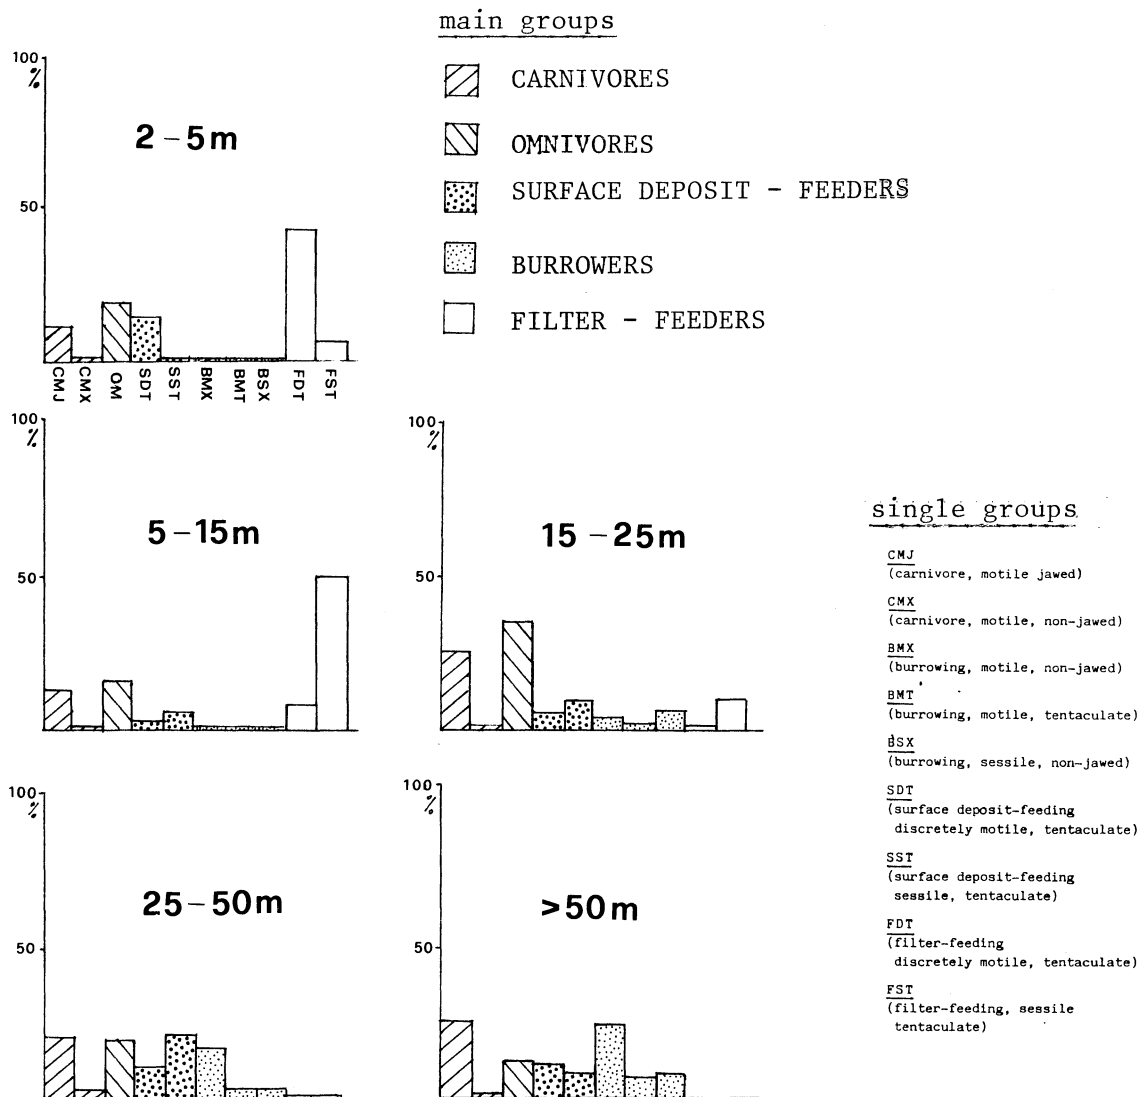 main groups
CARNIVORES
OMNIVORES
SURFACE DEPOSIT - FEEDERS
BURROWERS
FILTER - FEEDERS
100
%
2-5m
50
CMJ CMX OM SDT SST BMX BMT BSX FDT FST
100
%
5-15m
50
100
%
15-25m
50
100
%
25-50m
50
100
%
>50m
50
single groups
CMJ
(carnivore, motile jawed)
CMX
(carnivore, motile, non-jawed)
BMX
(burrowing, motile, non-jawed)
BMT
(burrowing, motile, tentaculate)
BSX
(burrowing, sessile, non-jawed)
SDT
(surface deposit-feeding
discretely motile, tentaculate)
SST
(surface deposit-feeding
sessile, tentaculate)
FDT
(filter-feeding
discretely motile, tentaculate)
FST
(filter-feeding, sessile
tentaculate)